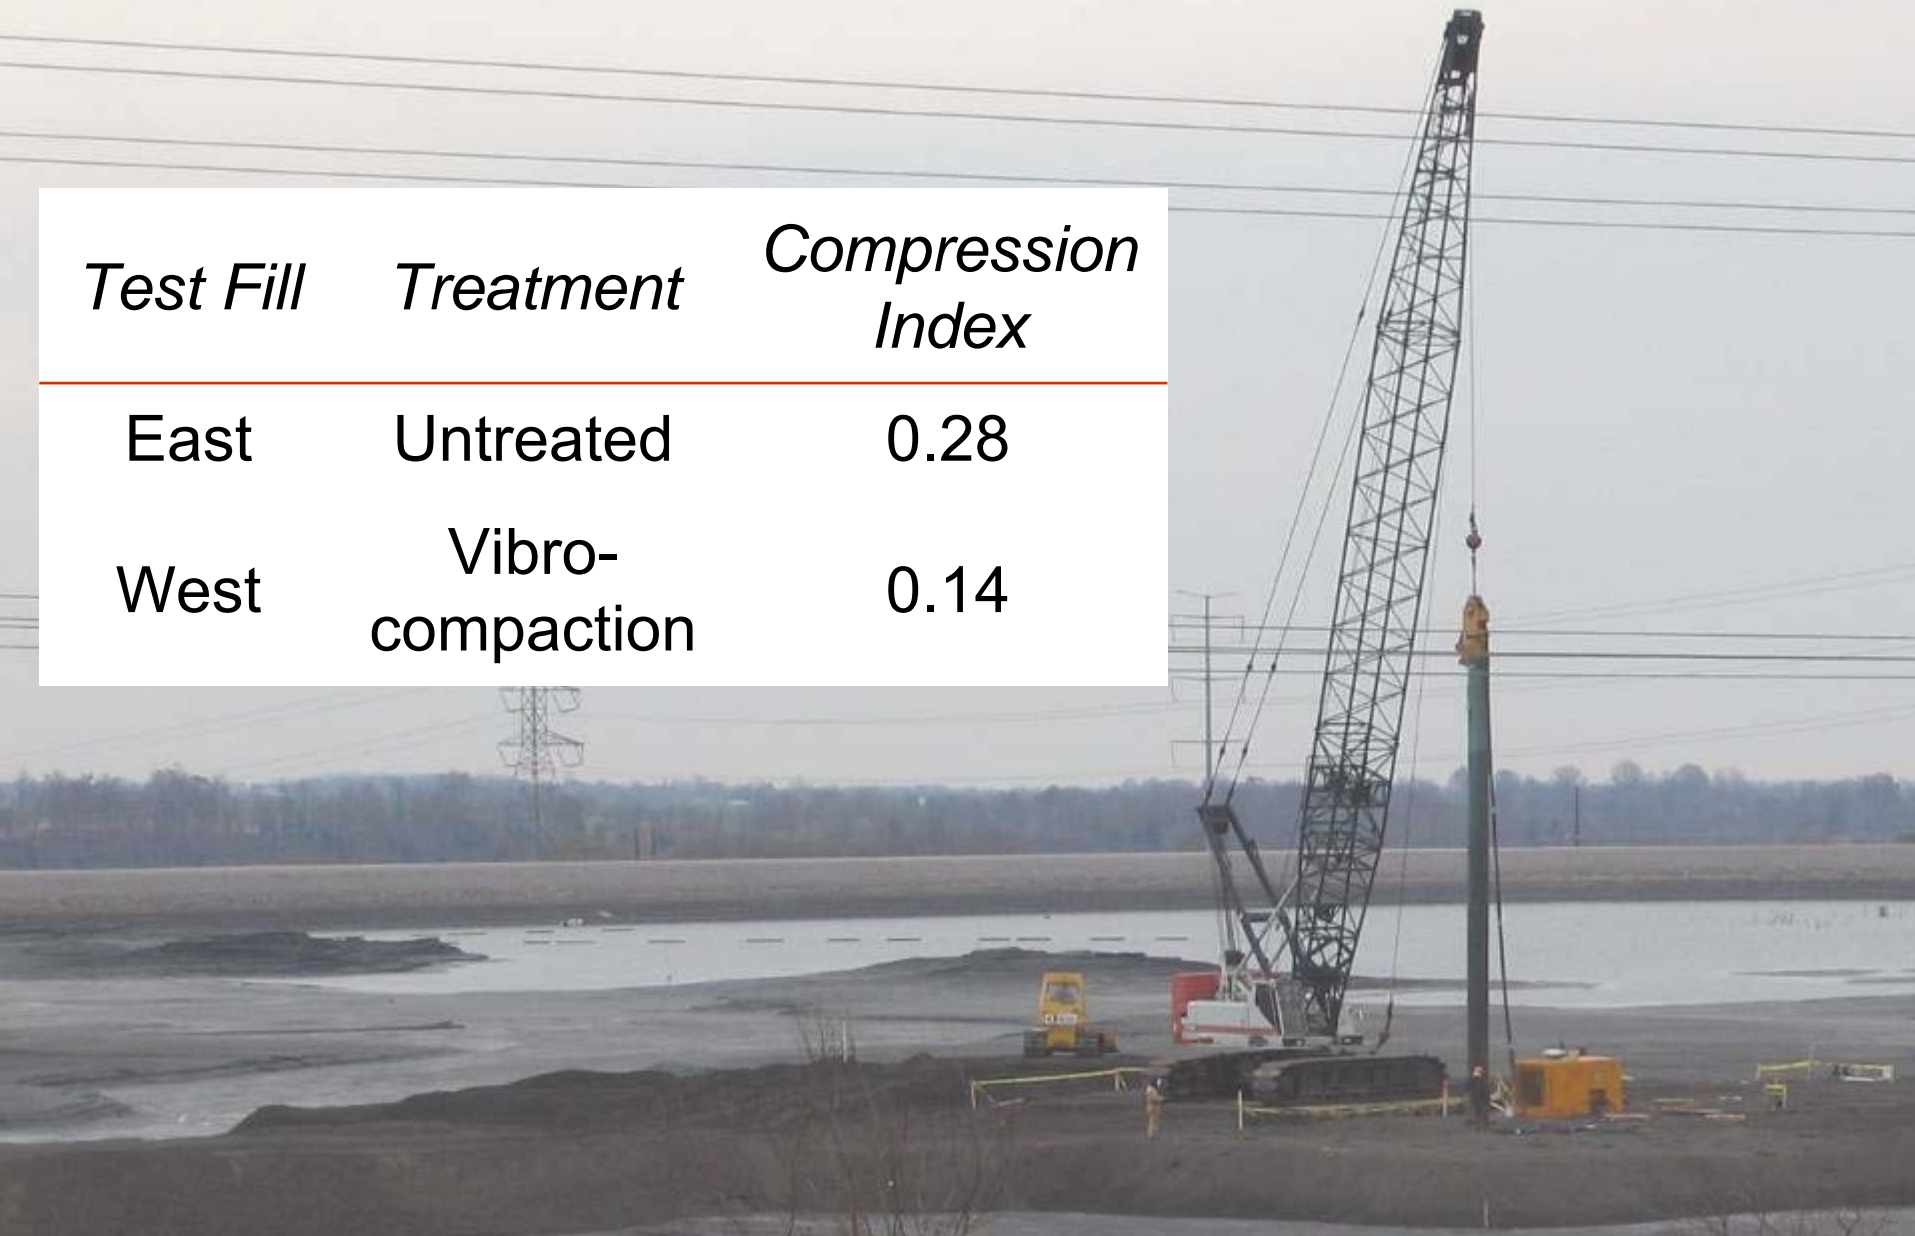 Test Fill Treatment Compression Index
East Untreated 0.28
West Vibro-compaction 0.14